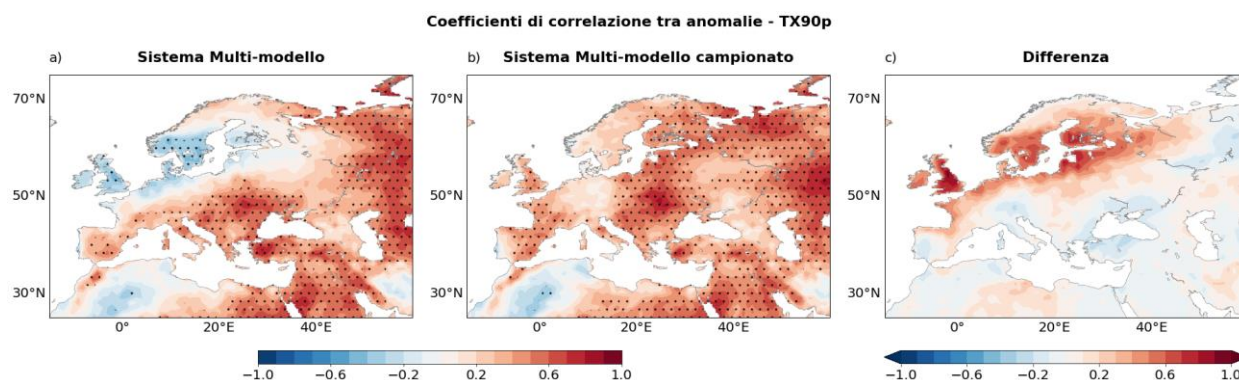 Coefficienti di correlazione tra anomalie - TX90p
a) Sistema Multi-modello
b) Sistema Multi-modello campionato
c) Differenza
70°N
50°N
30°N
0° 20°E 40°E
70°N
50°N
30°N
0° 20°E 40°E
70°N
50°N
30°N
0° 20°E 40°E
−1.0 −0.6 −0.2 0.2 0.6 1.0
−1.0 −0.6 −0.2 0.2 0.6 1.0